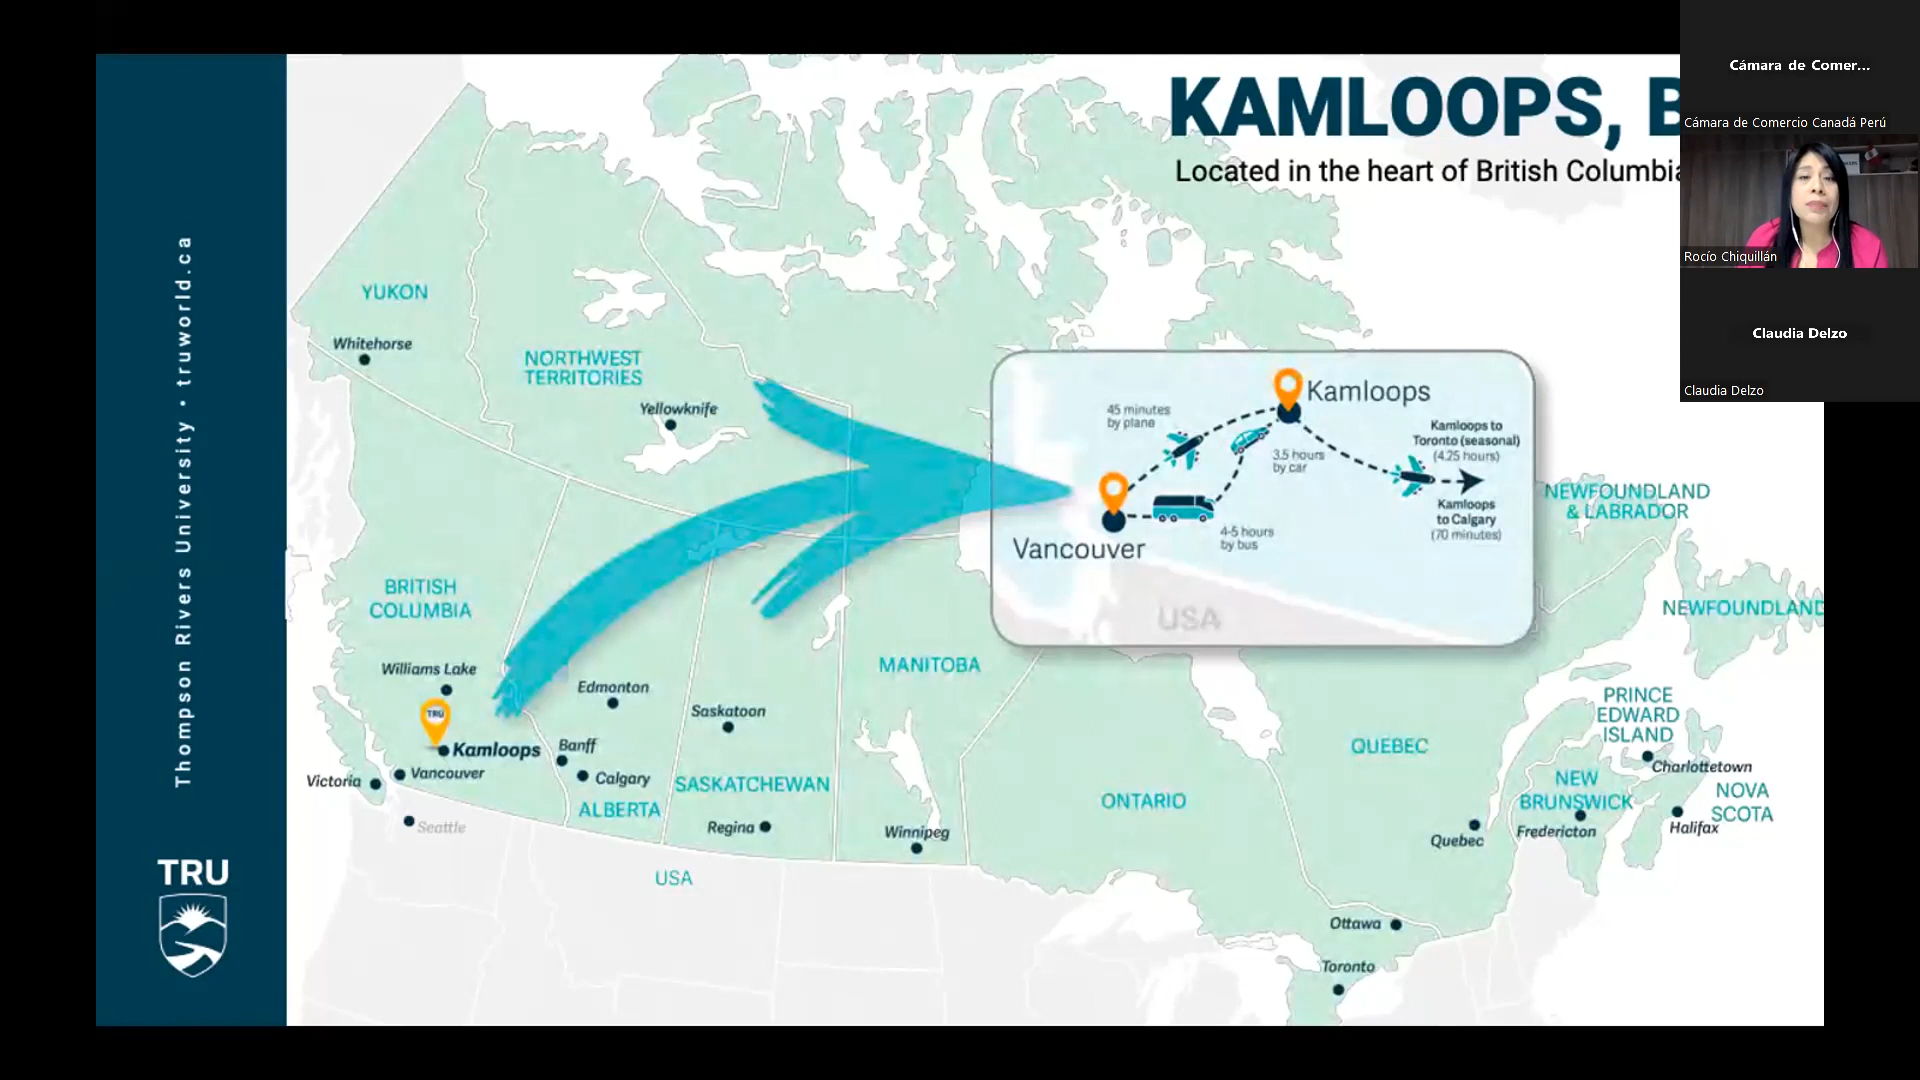 Thompson Rivers University • truworld.ca
TRU
KAMLOOPS, B
Located in the heart of British Columbia
YUKON
Whitehorse
NORTHWEST
TERRITORIES
Yellowknife
BRITISH
COLUMBIA
Williams Lake
TRU
Kamloops
Victoria
Vancouver
Seattle
Edmonton
Banff
Calgary
ALBERTA
Saskatoon
SASKATCHEWAN
Regina
MANITOBA
Winnipeg
USA
ONTARIO
Ottawa
Toronto
QUEBEC
Quebec
NEWFOUNDLAND
& LABRADOR
NEWFOUNDLAND
PRINCE
EDWARD
ISLAND
Charlottetown
NEW
BRUNSWICK
Fredericton
NOVA
SCOTA
Halifax
Kamloops
45 minutes
by plane
3.5 hours
by car
Kamloops to
Toronto (seasonal)
(4.25 hours)
Kamloops
to Calgary
(70 minutes)
4-5 hours
by bus
Vancouver
USA
Cámara de Comer...
Cámara de Comercio Canadá Perú
Rocío Chiquillán
Claudia Delzo
Claudia Delzo